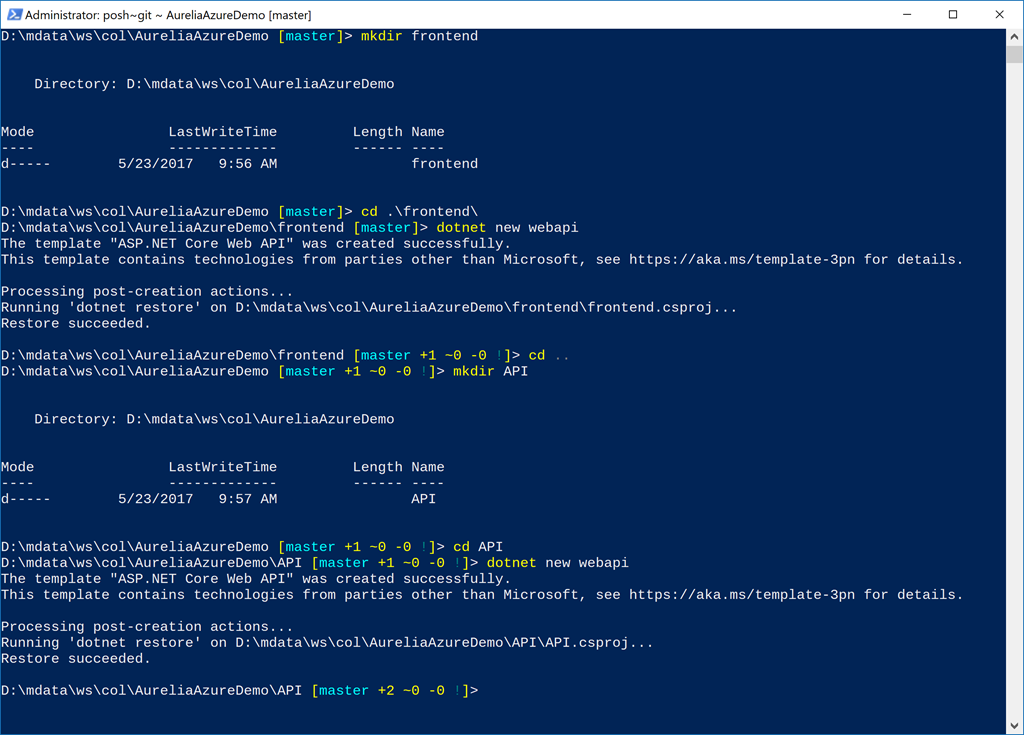 Administrator: posh~git ~ AureliaAzureDemo [master]
D:\mdata\ws\col\AureliaAzureDemo [master]> mkdir frontend
    Directory: D:\mdata\ws\col\AureliaAzureDemo
Mode                LastWriteTime         Length Name
----                -------------         ------ ----
d-----        5/23/2017   9:56 AM                frontend
D:\mdata\ws\col\AureliaAzureDemo [master]> cd .\frontend\
D:\mdata\ws\col\AureliaAzureDemo\frontend [master]> dotnet new webapi
The template "ASP.NET Core Web API" was created successfully.
This template contains technologies from parties other than Microsoft, see https://aka.ms/template-3pn for details.
Processing post-creation actions...
Running 'dotnet restore' on D:\mdata\ws\col\AureliaAzureDemo\frontend\frontend.csproj...
Restore succeeded.
D:\mdata\ws\col\AureliaAzureDemo\frontend [master +1 ~0 -0 !]> cd ..
D:\mdata\ws\col\AureliaAzureDemo [master +1 ~0 -0 !]> mkdir API
    Directory: D:\mdata\ws\col\AureliaAzureDemo
Mode                LastWriteTime         Length Name
----                -------------         ------ ----
d-----        5/23/2017   9:57 AM                API
D:\mdata\ws\col\AureliaAzureDemo [master +1 ~0 -0 !]> cd API
D:\mdata\ws\col\AureliaAzureDemo\API [master +1 ~0 -0 !]> dotnet new webapi
The template "ASP.NET Core Web API" was created successfully.
This template contains technologies from parties other than Microsoft, see https://aka.ms/template-3pn for details.
Processing post-creation actions...
Running 'dotnet restore' on D:\mdata\ws\col\AureliaAzureDemo\API\API.csproj...
Restore succeeded.
D:\mdata\ws\col\AureliaAzureDemo\API [master +2 ~0 -0 !]>